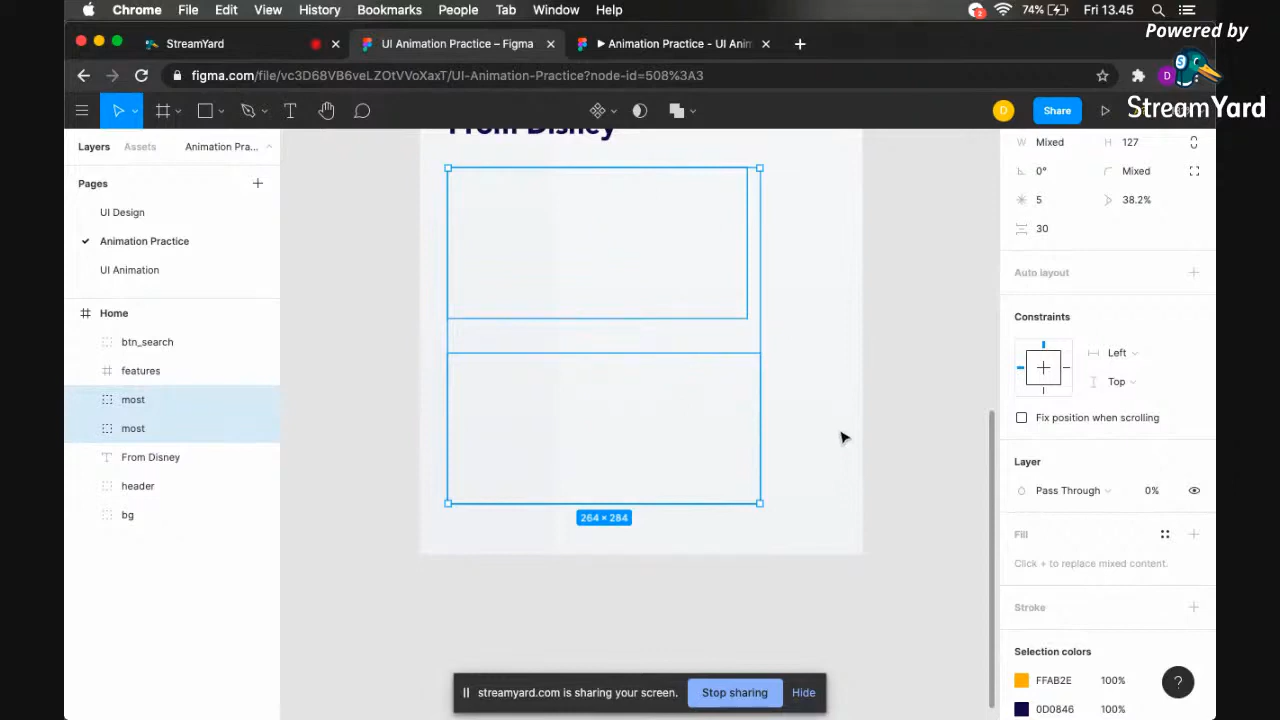 Chrome File Edit View History Bookmarks People Tab Window Help 2 74% Fri 13.45
Powered by
StreamYard
StreamYard
UI Animation Practice – Figma
Animation Practice - UI Anim
figma.com/file/vc3D68VB6veLZOtVVoXaxT/UI-Animation-Practice?node-id=508%3A3
D
D
Share
Layers Assets Animation Pra...
Pages
UI Design
Animation Practice
UI Animation
Home
btn_search
features
most
most
From Disney
header
bg
From Disney
264 × 284
W Mixed H 127
0° Mixed
5 38.2%
30
Auto layout
Constraints
Left
Top
Fix position when scrolling
Layer
Pass Through 0%
Fill
Click + to replace mixed content.
Stroke
Selection colors
FFAB2E 100%
0D0846 100%
?
streamyard.com is sharing your screen. Stop sharing Hide